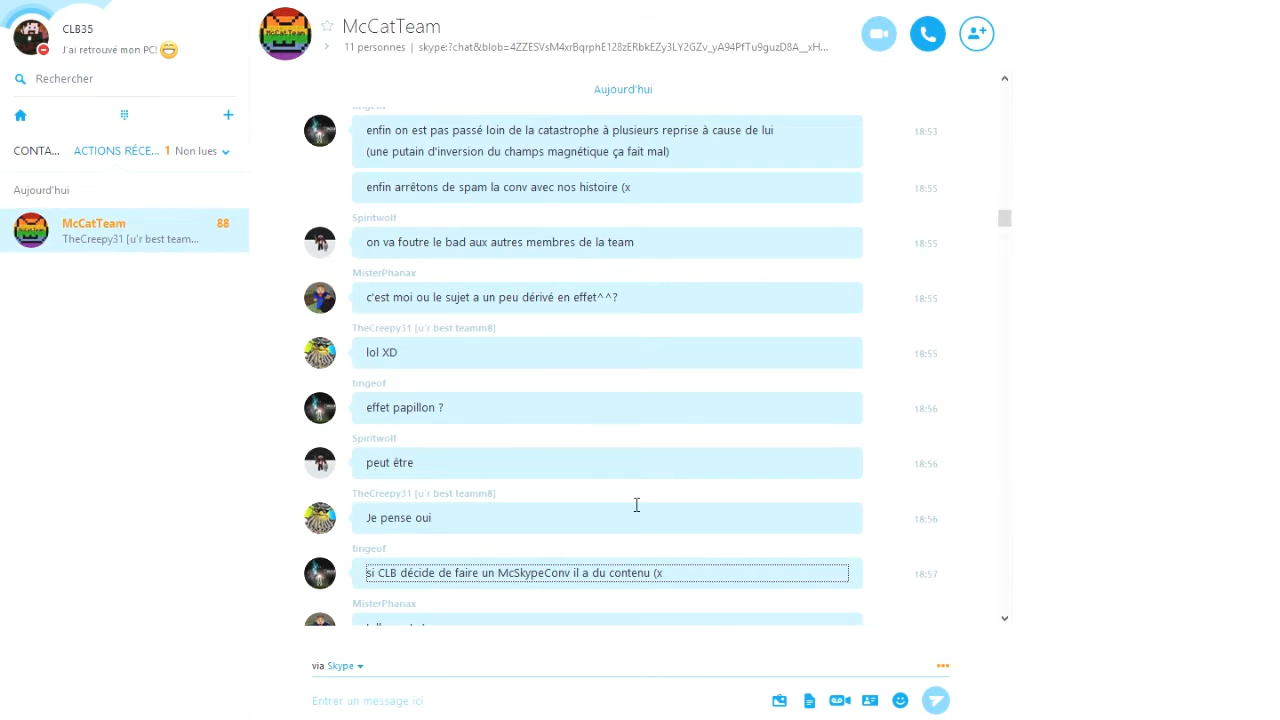 CLB35
J'ai retrouvé mon PC!
Rechercher
CONTA...
ACTIONS RÉCE...
1 Non lues
Aujourd'hui
McCatTeam
88
TheCreepy31 [u'r best team...
McCatTeam
McCatTeam
11 personnes | skype:?chat&blob=4ZZESVsM4xrBqrphE128zERbkEZy3LY2GZv_yA94PfTu9guzD8A__xH...
Aujourd'hui
tingeof
enfin on est pas passé loin de la catastrophe à plusieurs reprise à cause de lui
18:53
(une putain d'inversion du champs magnétique ça fait mal)
enfin arrêtons de spam la conv avec nos histoire (x
18:55
Spiritwolf
on va foutre le bad aux autres membres de la team
18:55
MisterPhanax
c'est moi ou le sujet a un peu dérivé en effet^^?
18:55
TheCreepy31 [u'r best teamm8]
lol XD
18:55
tingeof
effet papillon ?
18:56
Spiritwolf
peut être
18:56
TheCreepy31 [u'r best teamm8]
Je pense oui
18:56
tingeof
si CLB décide de faire un McSkypeConv il a du contenu (x
18:57
MisterPhanax
via Skype
Entrer un message ici